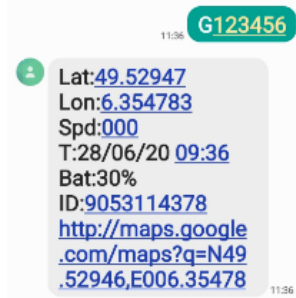 G123456
11:36
Lat:49.52947
Lon:6.354783
Spd:000
T:28/06/20 09:36
Bat:30%
ID:9053114378
http://maps.google
.com/maps?q=N49
.52946,E006.35478
11:36